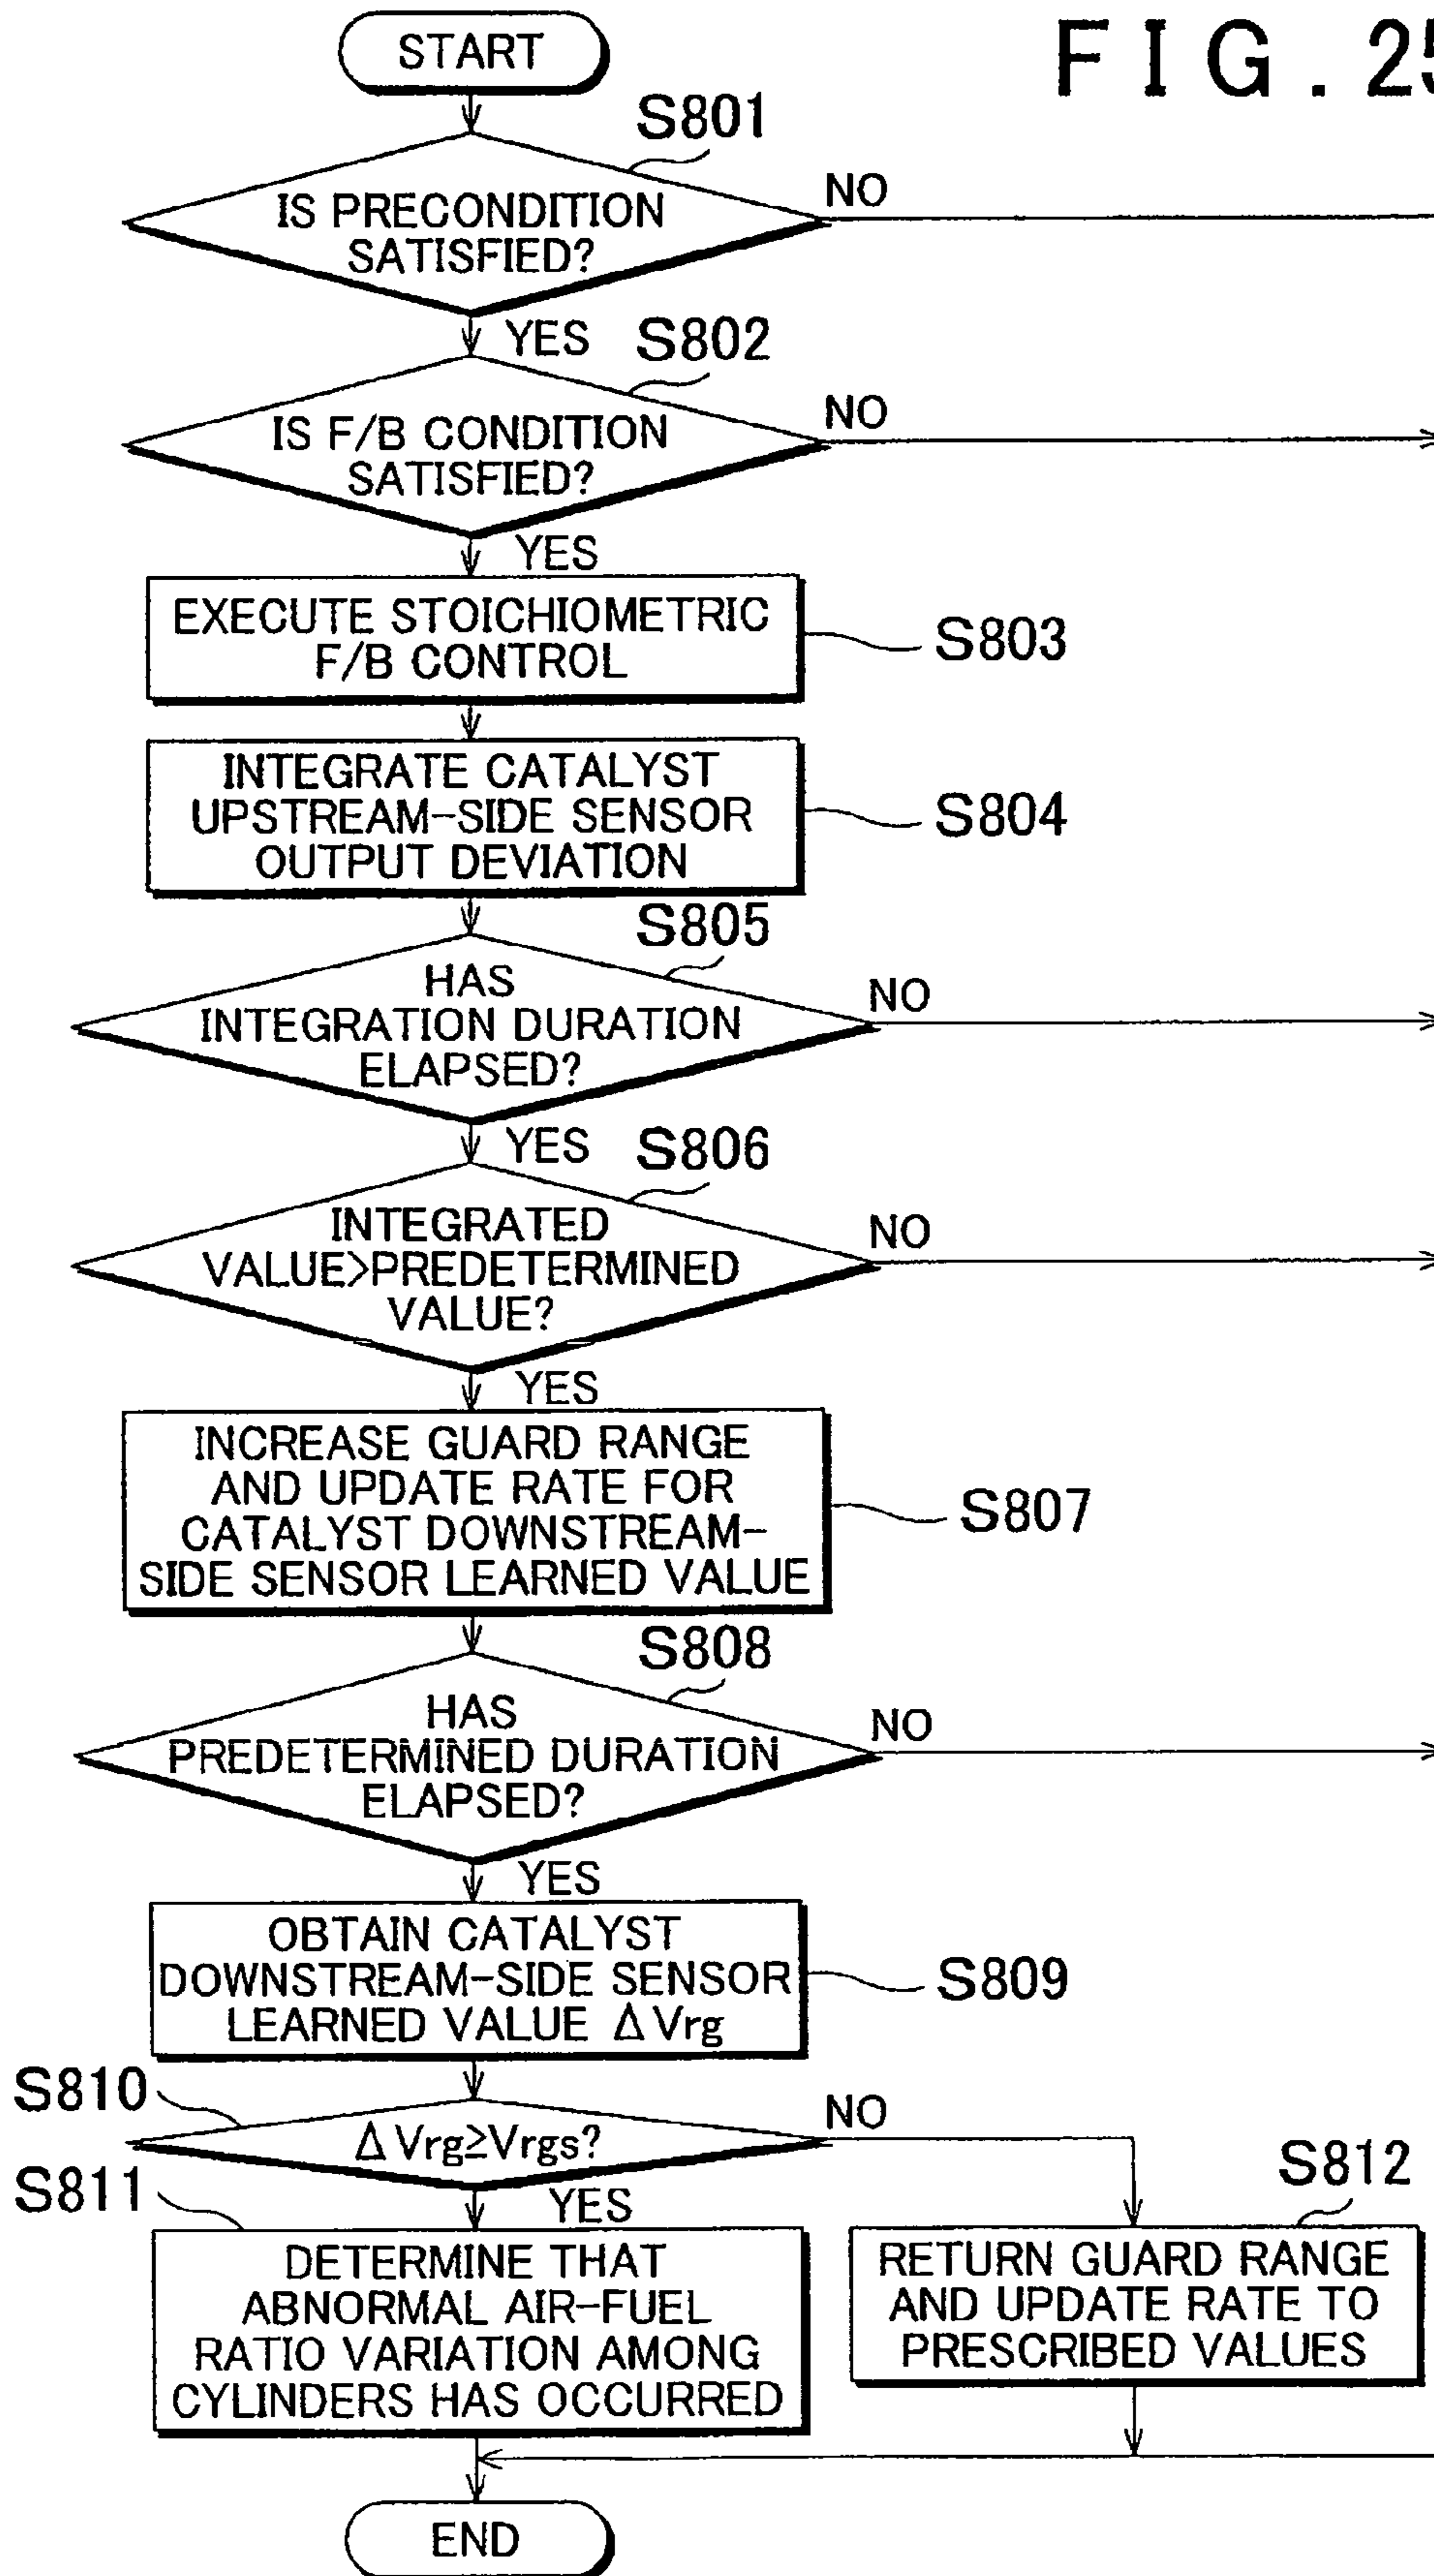 FIG. 25
START
S801
IS PRECONDITION
SATISFIED?
NO
YES
S802
IS F/B CONDITION
SATISFIED?
NO
YES
EXECUTE STOICHIOMETRIC
F/B CONTROL
S803
INTEGRATE CATALYST
UPSTREAM-SIDE SENSOR
OUTPUT DEVIATION
S804
S805
HAS
INTEGRATION DURATION
ELAPSED?
NO
YES
S806
INTEGRATED
VALUE>PREDETERMINED
VALUE?
NO
YES
INCREASE GUARD RANGE
AND UPDATE RATE FOR
CATALYST DOWNSTREAM-
SIDE SENSOR LEARNED VALUE
S807
S808
HAS
PREDETERMINED DURATION
ELAPSED?
NO
YES
OBTAIN CATALYST
DOWNSTREAM-SIDE SENSOR
LEARNED VALUE ΔVrg
S809
S810
ΔVrg≥Vrgs?
NO
YES
S811
DETERMINE THAT
ABNORMAL AIR-FUEL
RATIO VARIATION AMONG
CYLINDERS HAS OCCURRED
S812
RETURN GUARD RANGE
AND UPDATE RATE TO
PRESCRIBED VALUES
END